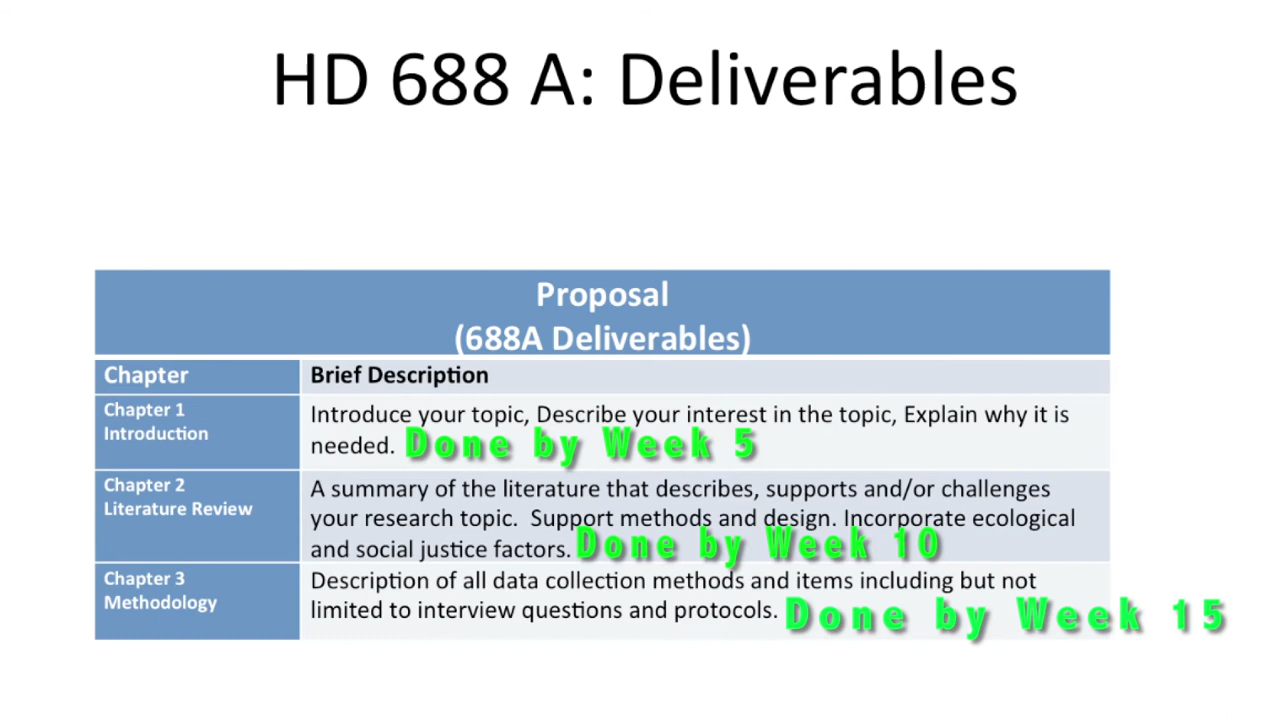 HD 688 A: Deliverables
Proposal
(688A Deliverables)
Chapter
Brief Description
Chapter 1
Introduction
Introduce your topic, Describe your interest in the topic, Explain why it is
needed. Done by Week 5
Chapter 2
Literature Review
A summary of the literature that describes, supports and/or challenges
your research topic.  Support methods and design. Incorporate ecological
and social justice factors. Done by Week 10
Chapter 3
Methodology
Description of all data collection methods and items including but not
limited to interview questions and protocols. Done by Week 15